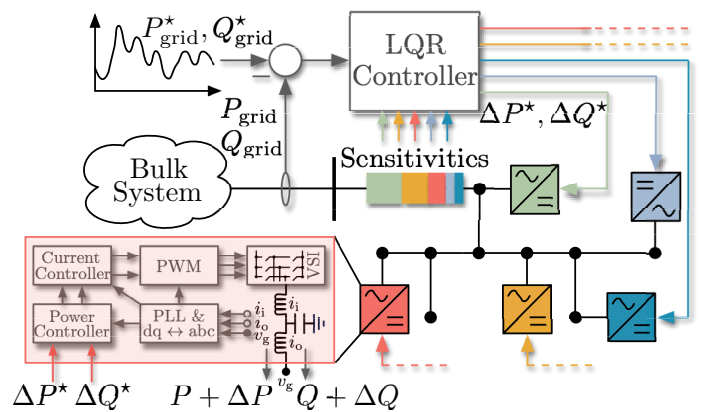 P⋆grid, Q⋆grid
LQR
Controller
−
Pgrid
Qgrid
ΔP⋆, ΔQ⋆
Bulk
System
Sensitivities
Current
Controller
PWM
VSI
Power
Controller
PLL &
dq ↔ abc
ii
io
vg
ii
io
vg
ΔP⋆ ΔQ⋆
P + ΔP
Q + ΔQ